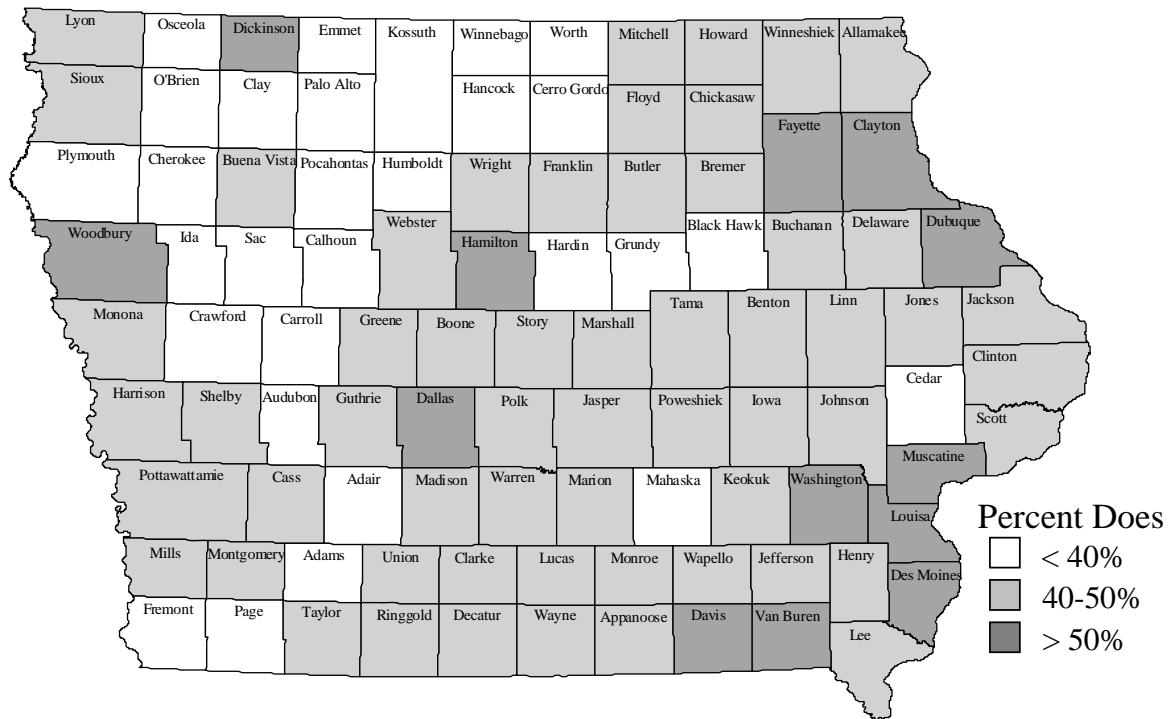 Lyon
Osceola
Dickinson
Emmet
Kossuth
Winnebago
Worth
Mitchell
Howard
Winneshiek
Allamakee
Sioux
O'Brien
Clay
Palo Alto
Hancock
Cerro Gordo
Floyd
Chickasaw
Fayette
Clayton
Plymouth
Cherokee
Buena Vista
Pocahontas
Humboldt
Wright
Franklin
Butler
Bremer
Woodbury
Ida
Sac
Calhoun
Webster
Hamilton
Hardin
Grundy
Black Hawk
Buchanan
Delaware
Dubuque
Monona
Crawford
Carroll
Greene
Boone
Story
Marshall
Tama
Benton
Linn
Jones
Jackson
Clinton
Cedar
Harrison
Shelby
Audubon
Guthrie
Dallas
Polk
Jasper
Poweshiek
Iowa
Johnson
Scott
Muscatine
Pottawattamie
Cass
Adair
Madison
Warren
Marion
Mahaska
Keokuk
Washington
Louisa
Mills
Montgomery
Adams
Union
Clarke
Lucas
Monroe
Wapello
Jefferson
Henry
Des Moines
Fremont
Page
Taylor
Ringgold
Decatur
Wayne
Appanoose
Davis
Van Buren
Lee
Percent Does
< 40%
40-50%
> 50%